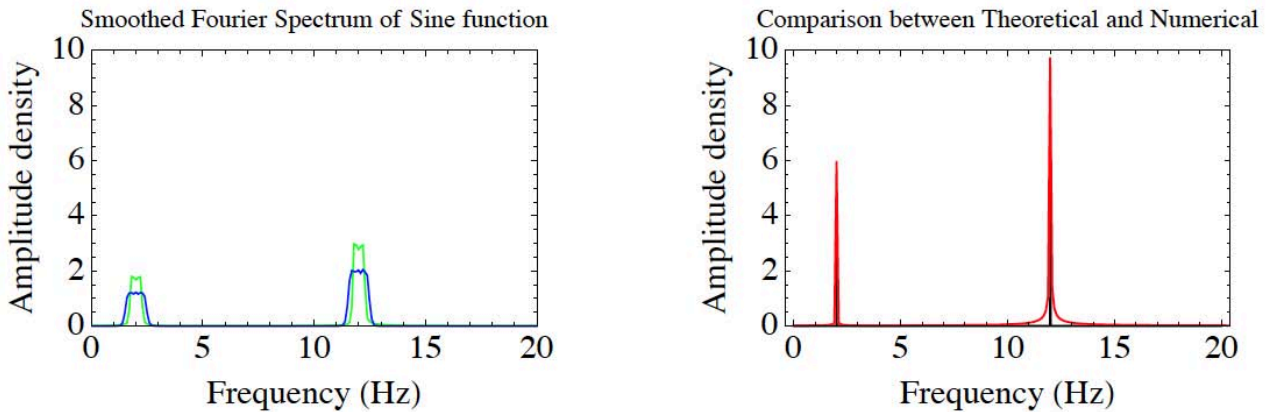 Smoothed Fourier Spectrum of Sine function
10
8
6
4
2
0
Amplitude density
0 5 10 15 20
Frequency (Hz)
Comparison between Theoretical and Numerical
10
8
6
4
2
0
Amplitude density
0 5 10 15 20
Frequency (Hz)